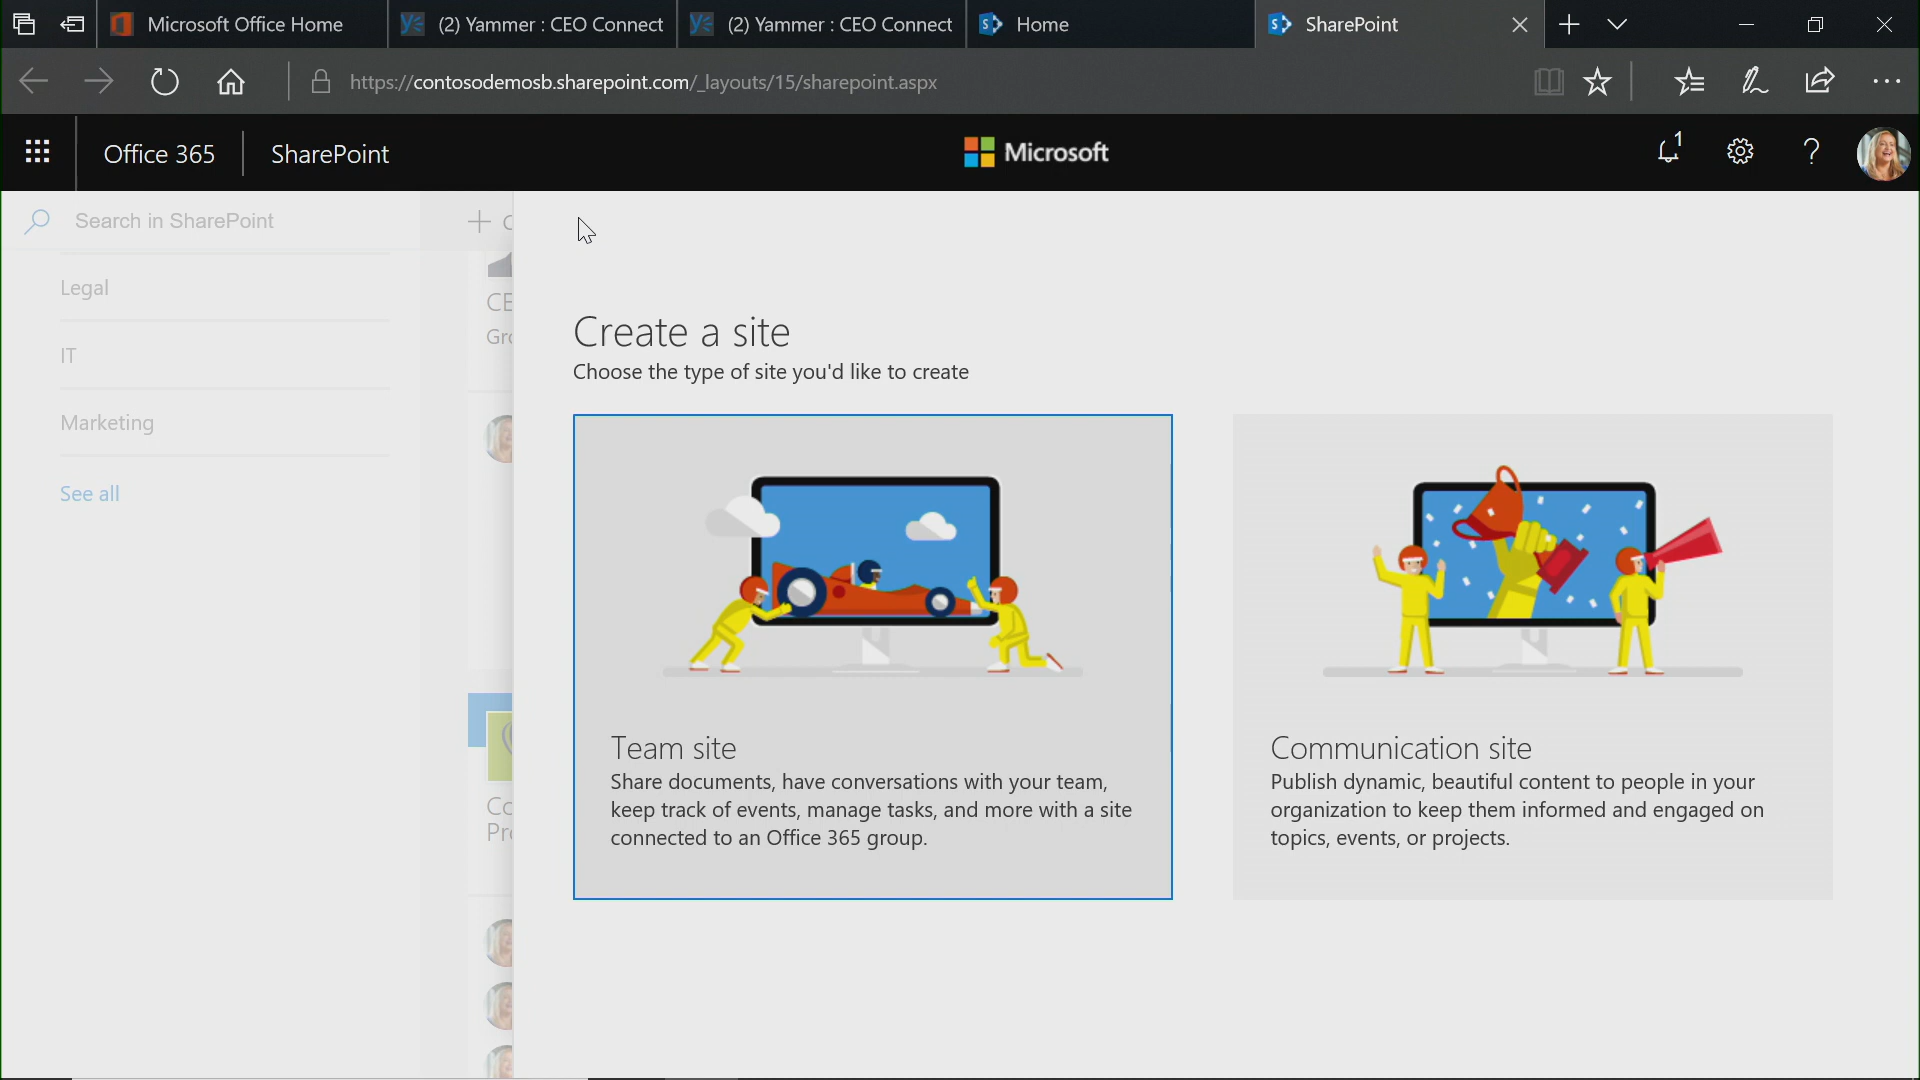 Microsoft Office Home
(2) Yammer : CEO Connect
(2) Yammer : CEO Connect
Home
SharePoint
https://contosodemosb.sharepoint.com/_layouts/15/sharepoint.aspx
Office 365
SharePoint
Microsoft
1
?
Search in SharePoint
Legal
IT
Marketing
See all
Create a site
Choose the type of site you'd like to create
Team site
Share documents, have conversations with your team,
keep track of events, manage tasks, and more with a site
connected to an Office 365 group.
Communication site
Publish dynamic, beautiful content to people in your
organization to keep them informed and engaged on
topics, events, or projects.